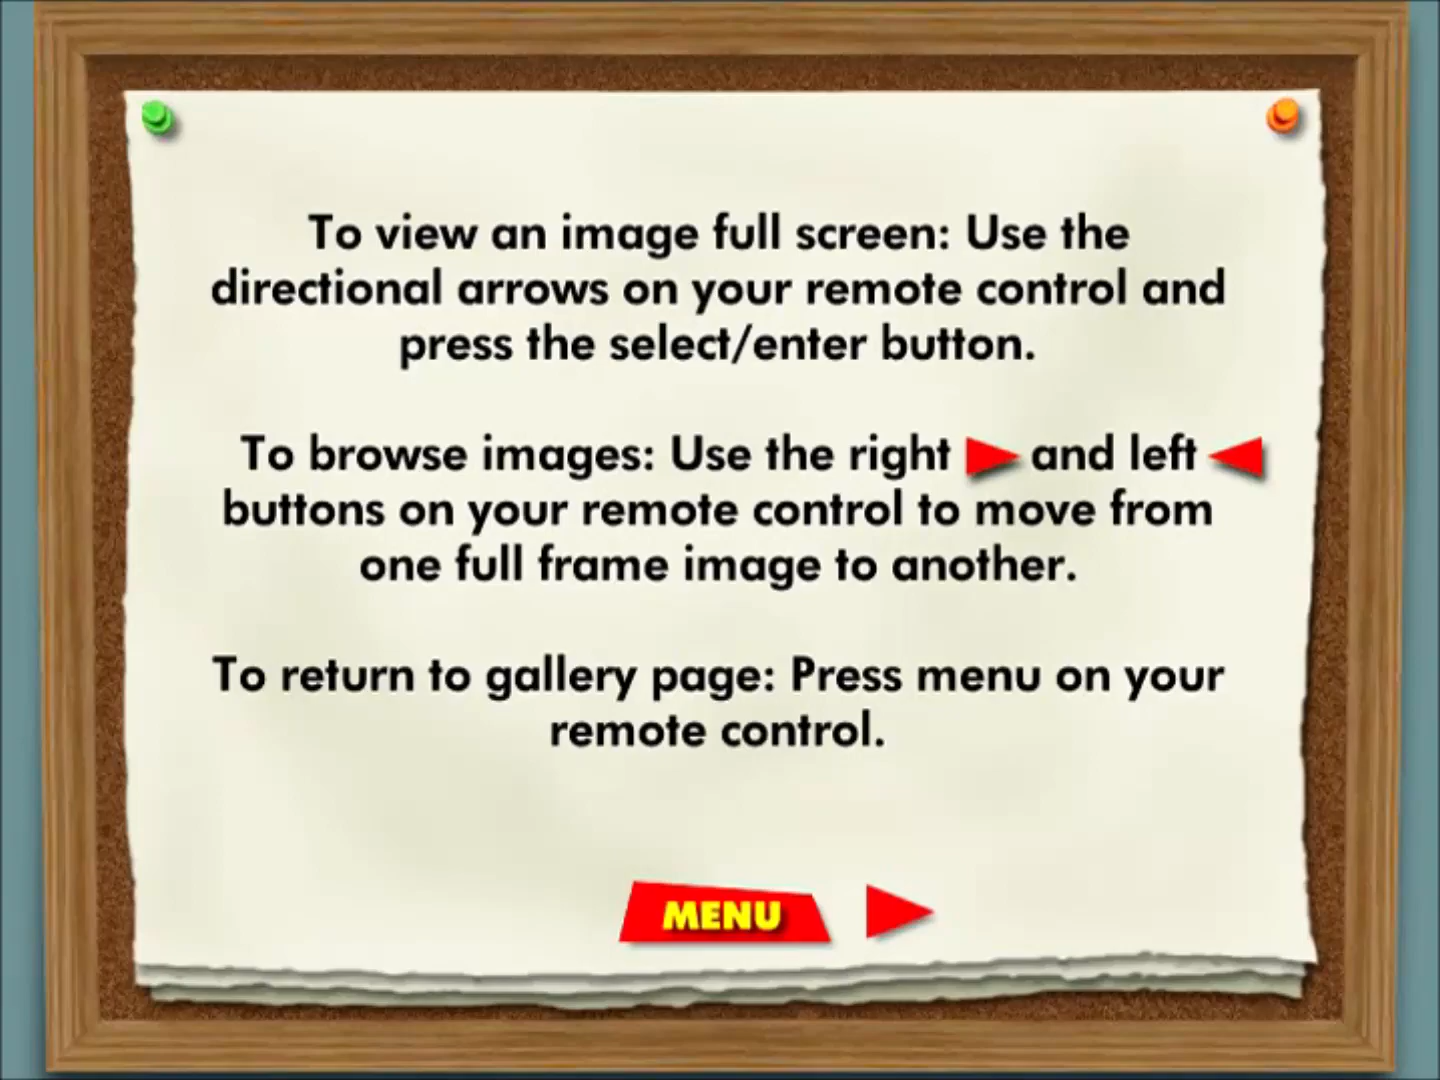 To view an image full screen: Use the
directional arrows on your remote control and
press the select/enter button.
To browse images: Use the right and left
buttons on your remote control to move from
one full frame image to another.
To return to gallery page: Press menu on your
remote control.
MENU